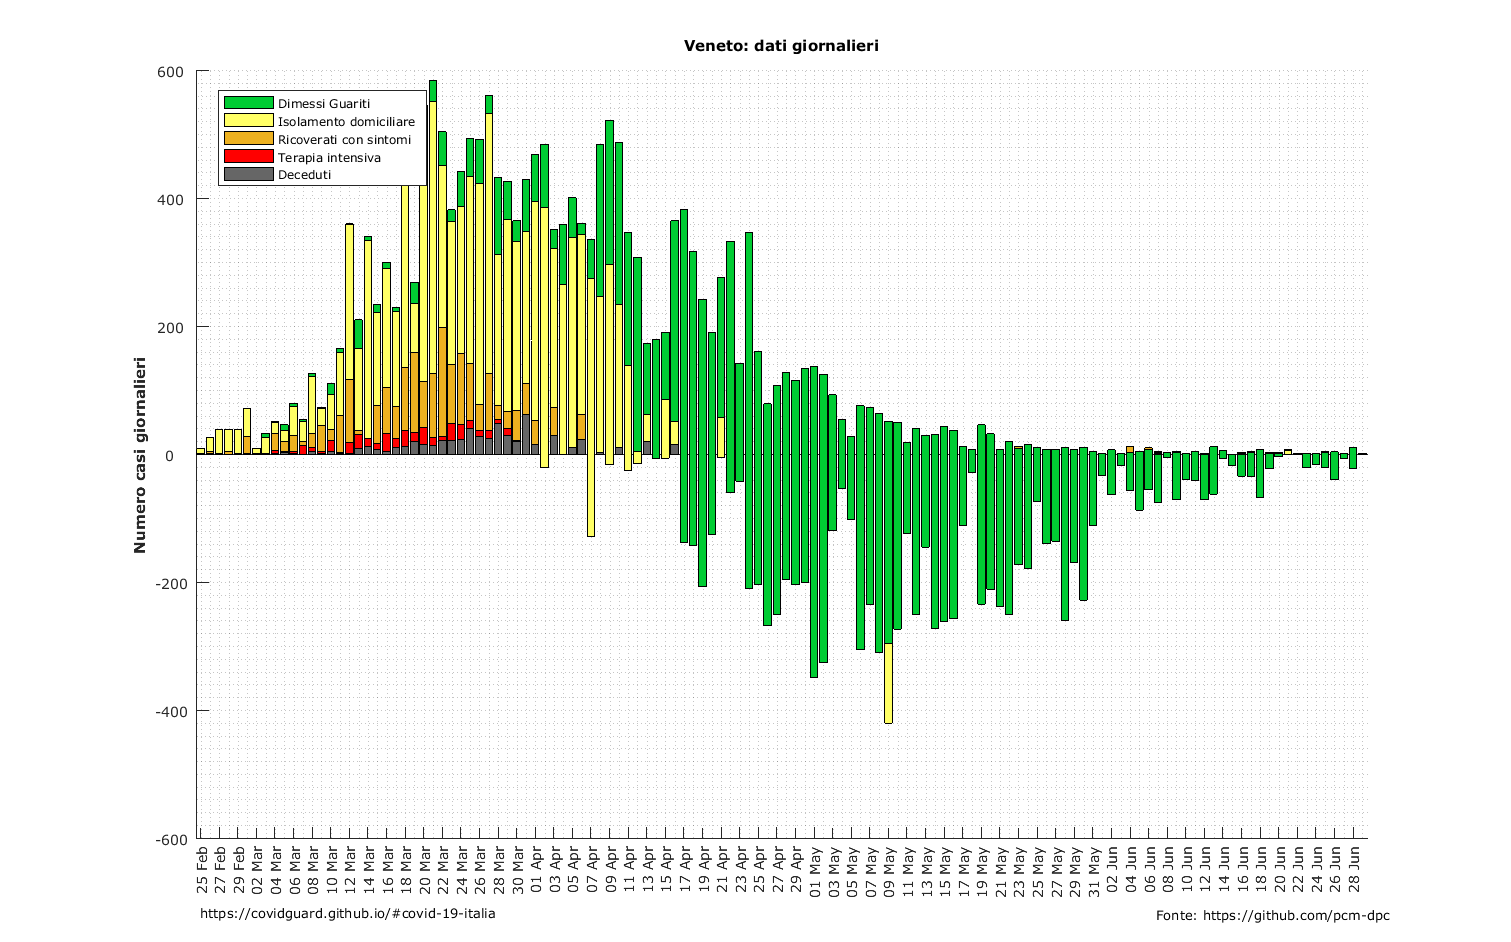 Veneto: dati giornalieri
600
400
200
0
-200
-400
-600
Numero casi giornalieri
Dimessi Guariti
Isolamento domiciliare
Ricoverati con sintomi
Terapia intensiva
Deceduti
25 Feb
27 Feb
29 Feb
02 Mar
04 Mar
06 Mar
08 Mar
10 Mar
12 Mar
14 Mar
16 Mar
18 Mar
20 Mar
22 Mar
24 Mar
26 Mar
28 Mar
30 Mar
01 Apr
03 Apr
05 Apr
07 Apr
09 Apr
11 Apr
13 Apr
15 Apr
17 Apr
19 Apr
21 Apr
23 Apr
25 Apr
27 Apr
29 Apr
01 May
03 May
05 May
07 May
09 May
11 May
13 May
15 May
17 May
19 May
21 May
23 May
25 May
27 May
29 May
31 May
02 Jun
04 Jun
06 Jun
08 Jun
10 Jun
12 Jun
14 Jun
16 Jun
18 Jun
20 Jun
22 Jun
24 Jun
26 Jun
28 Jun
https://covidguard.github.io/#covid-19-italia
Fonte: https://github.com/pcm-dpc